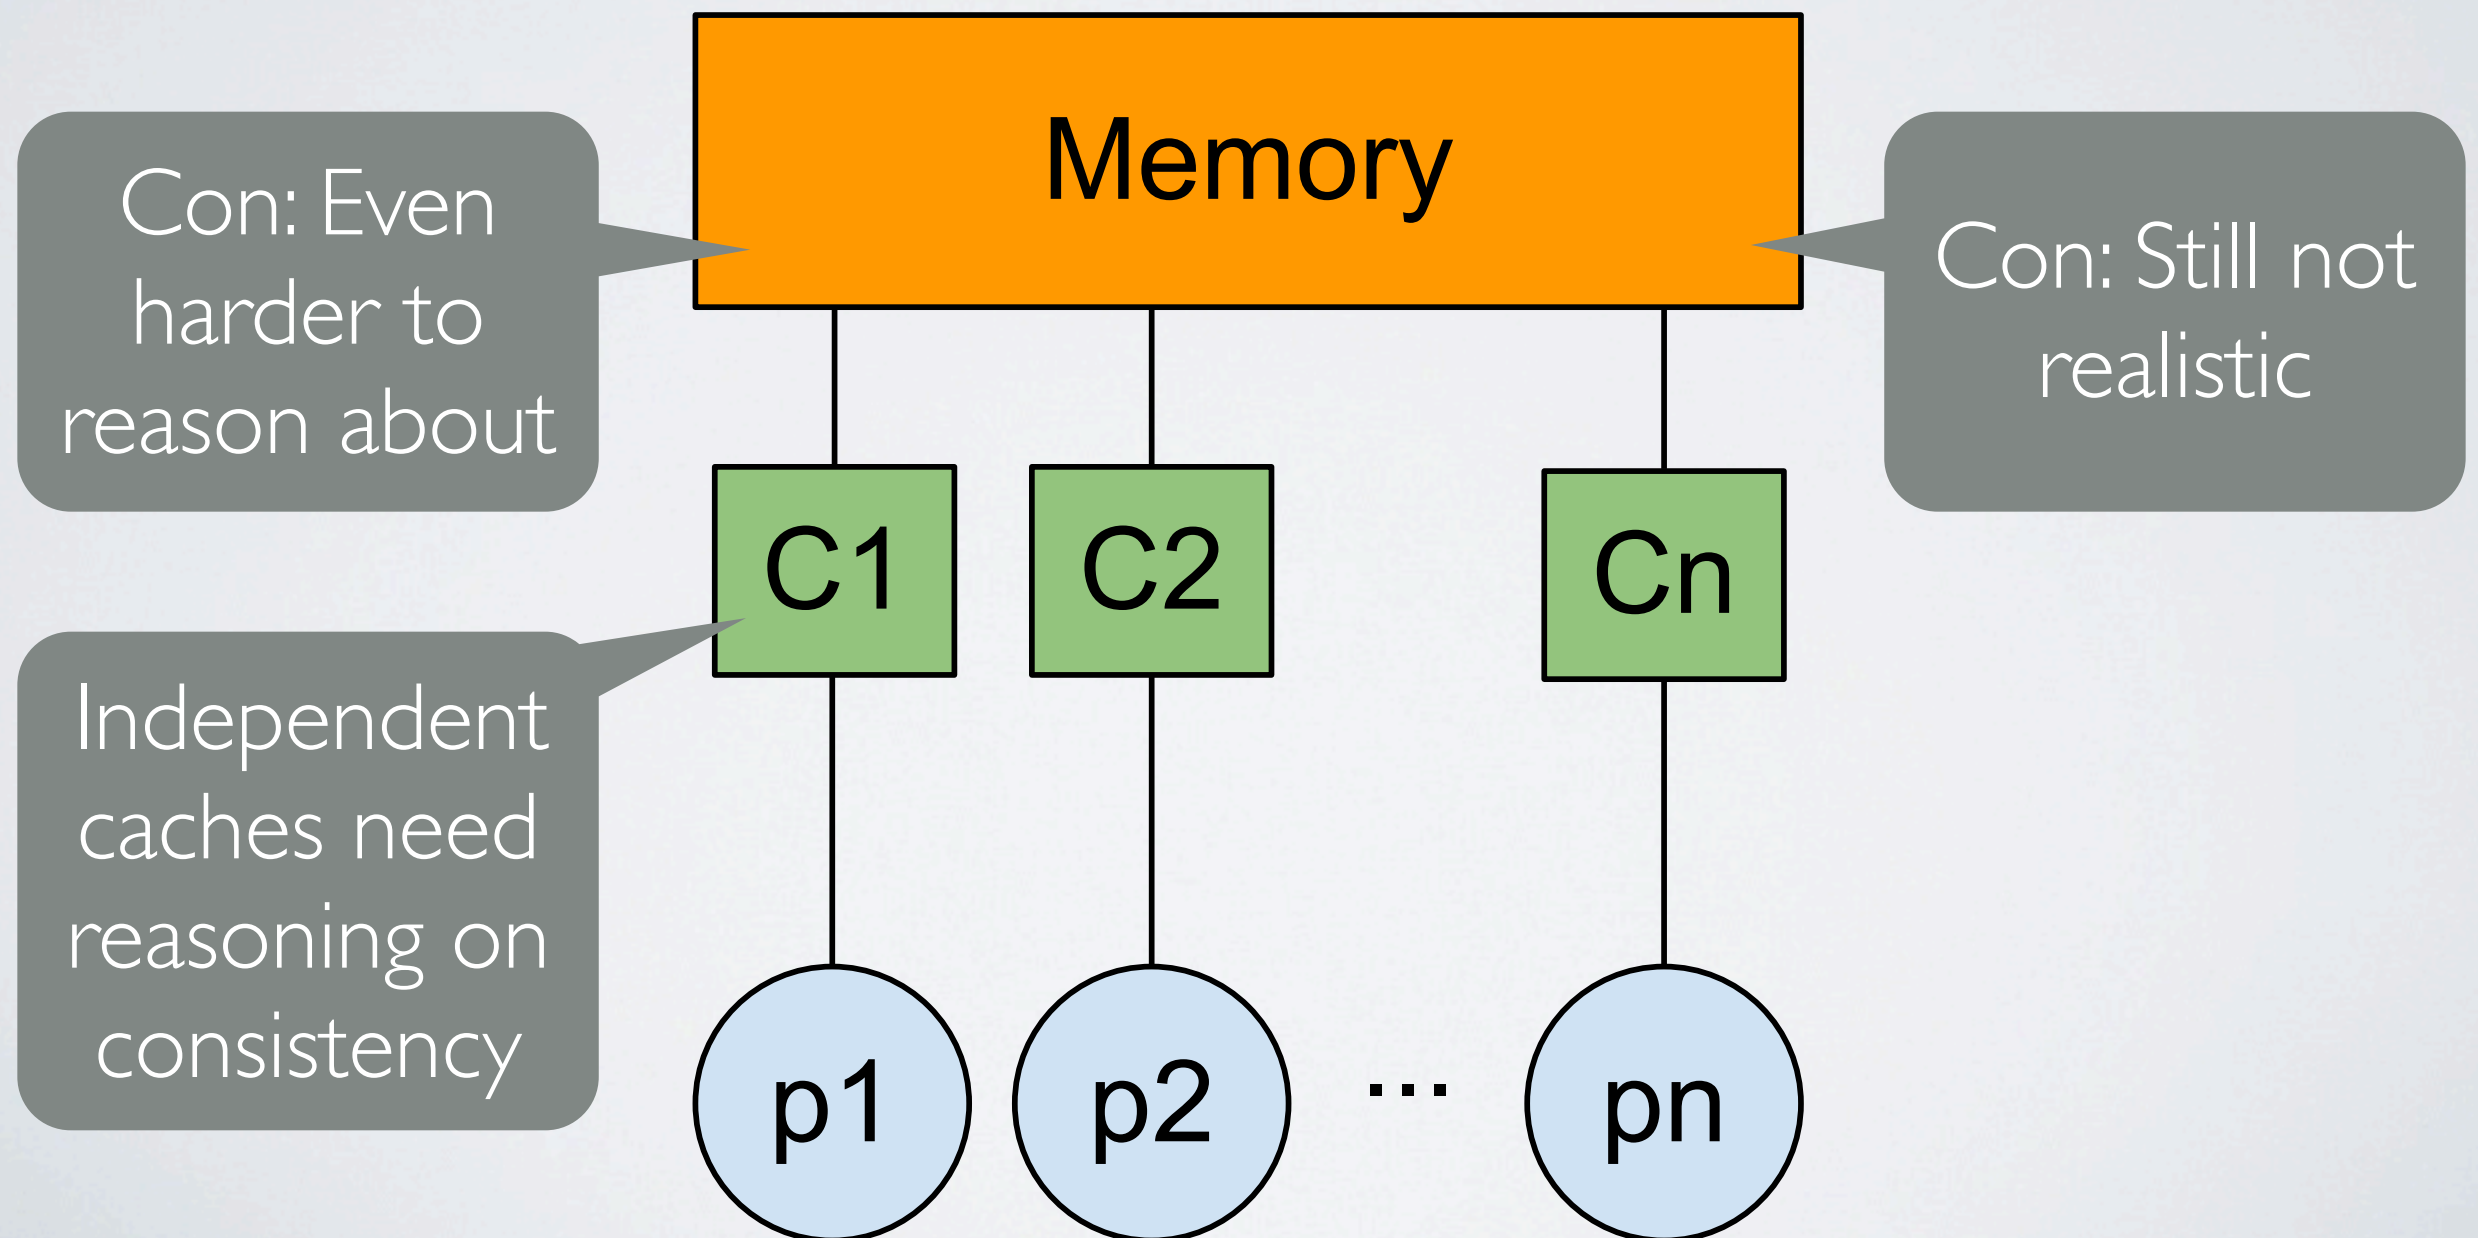 Memory
Con: Even
harder to
reason about
Con: Still not
realistic
C1
C2
Cn
Independent
caches need
reasoning on
consistency
p1
p2
...
pn